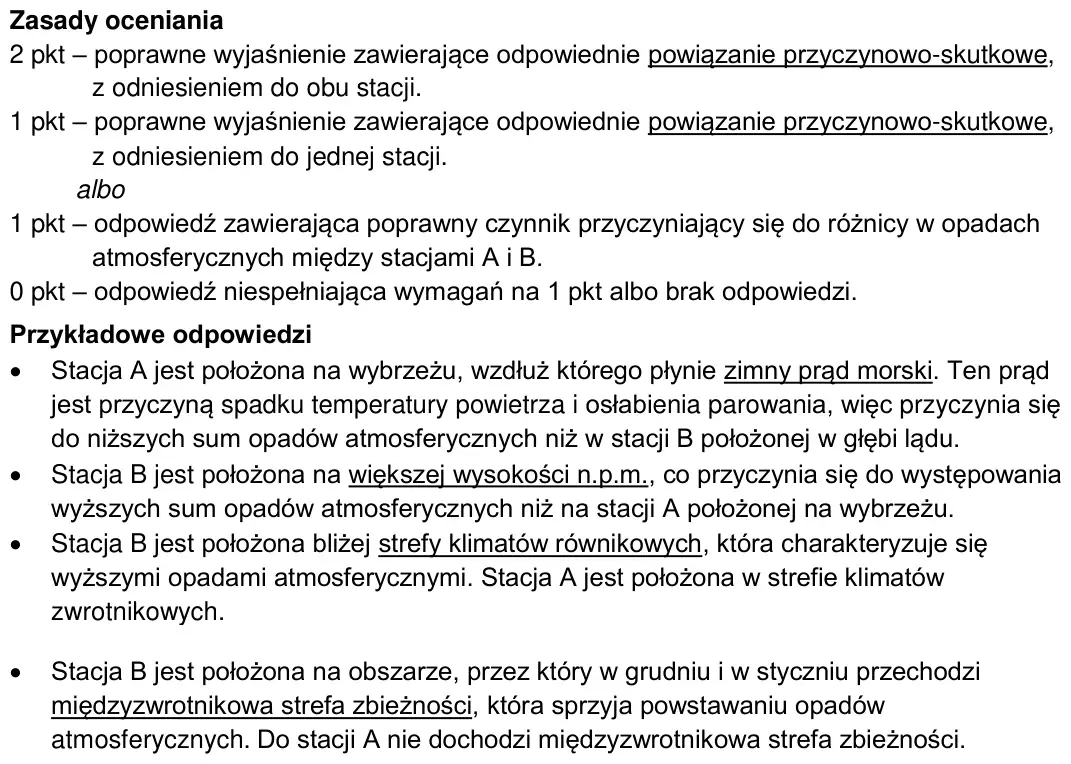 Zasady oceniania
2 pkt – poprawne wyjaśnienie zawierające odpowiednie powiązanie przyczynowo-skutkowe,
z odniesieniem do obu stacji.
1 pkt – poprawne wyjaśnienie zawierające odpowiednie powiązanie przyczynowo-skutkowe,
z odniesieniem do jednej stacji.
albo
1 pkt – odpowiedź zawierająca poprawny czynnik przyczyniający się do różnicy w opadach
atmosferycznych między stacjami A i B.
0 pkt – odpowiedź niespełniająca wymagań na 1 pkt albo brak odpowiedzi.
Przykładowe odpowiedzi
• Stacja A jest położona na wybrzeżu, wzdłuż którego płynie zimny prąd morski. Ten prąd
jest przyczyną spadku temperatury powietrza i osłabienia parowania, więc przyczynia się
do niższych sum opadów atmosferycznych niż w stacji B położonej w głębi lądu.
• Stacja B jest położona na większej wysokości n.p.m., co przyczynia się do występowania
wyższych sum opadów atmosferycznych niż na stacji A położonej na wybrzeżu.
• Stacja B jest położona bliżej strefy klimatów równikowych, która charakteryzuje się
wyższymi opadami atmosferycznymi. Stacja A jest położona w strefie klimatów
zwrotnikowych.
• Stacja B jest położona na obszarze, przez który w grudniu i w styczniu przechodzi
międzyzwrotnikowa strefa zbieżności, która sprzyja powstawaniu opadów
atmosferycznych. Do stacji A nie dochodzi międzyzwrotnikowa strefa zbieżności.